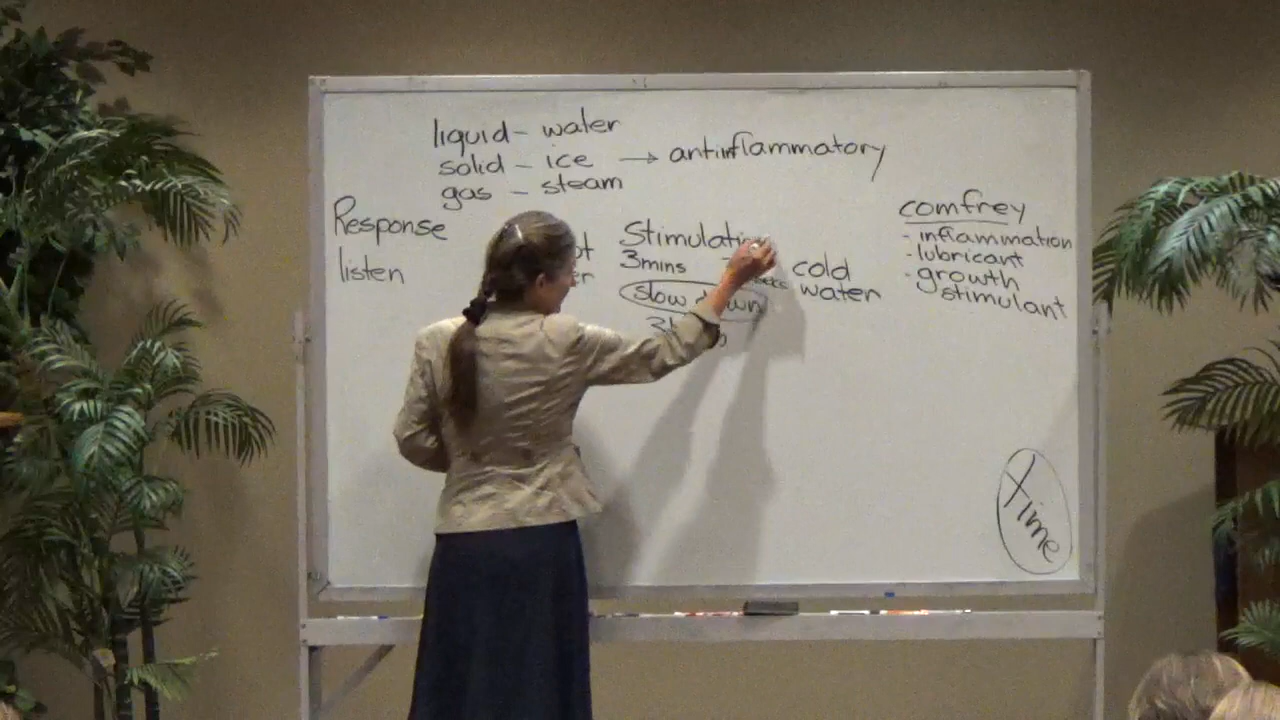 liquid - water
solid - ice → antiinflammatory
gas - steam
Response
listen
Stimulatin
3mins
slow down
cold
water
comfrey
- inflammation
- lubricant
- growth
stimulant
Time